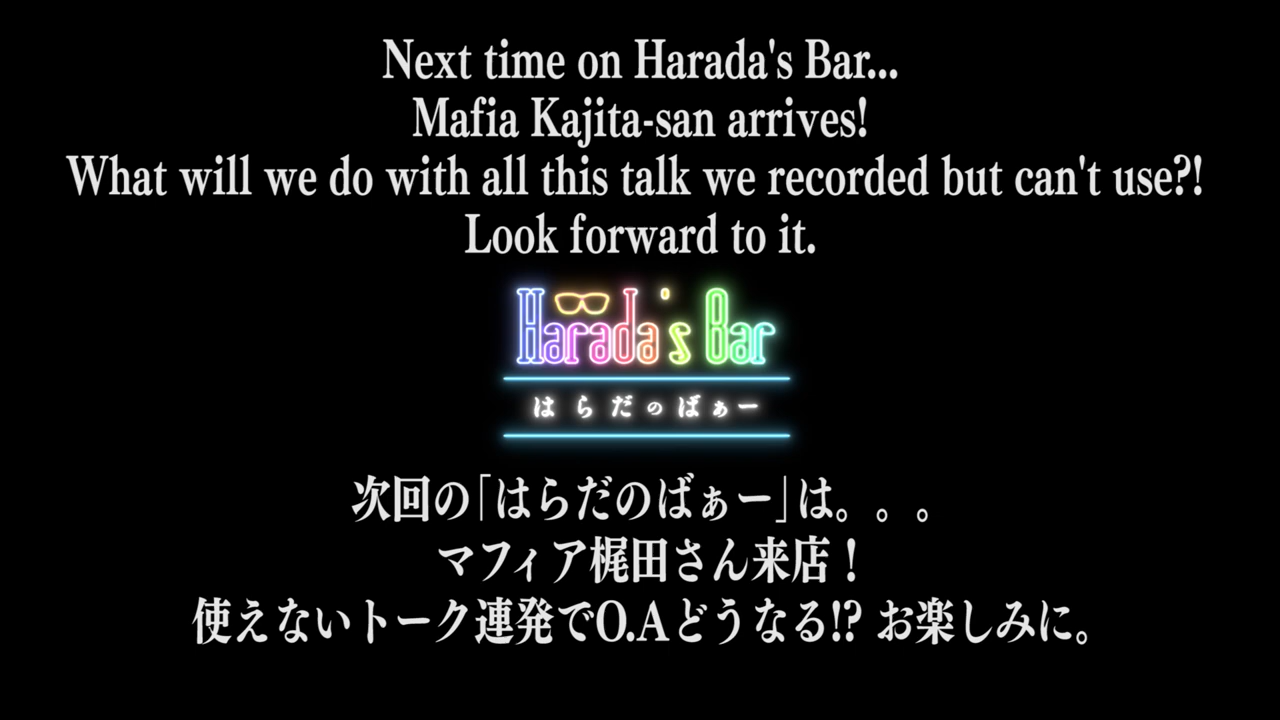 Next time on Harada's Bar...
Mafia Kajita-san arrives!
What will we do with all this talk we recorded but can't use?!
Look forward to it.
Harada's Bar
はらだのばぁー
次回の「はらだのばぁー」は。。。
マフィア梶田さん来店！
使えないトーク連発でO.Aどうなる!? お楽しみに。